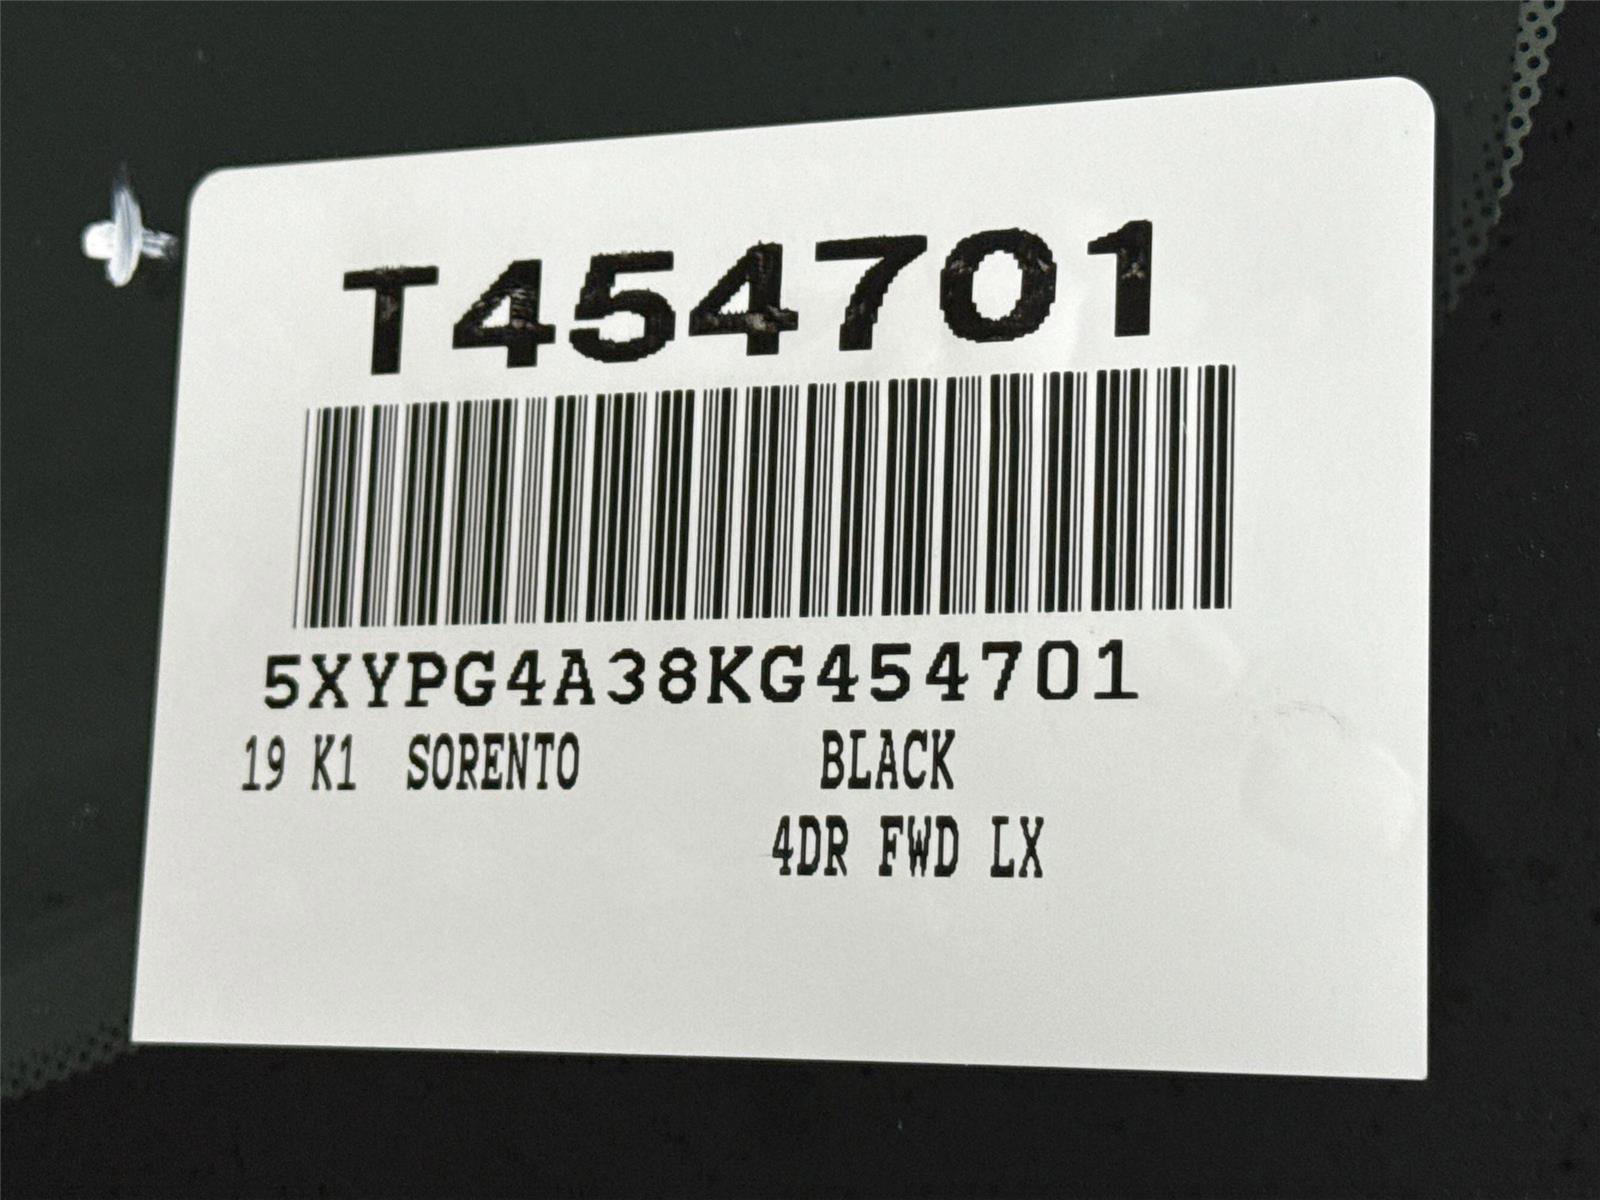 T454701
5XYPG4A38KG454701
19 K1 SORENTO BLACK
4DR FWD LX